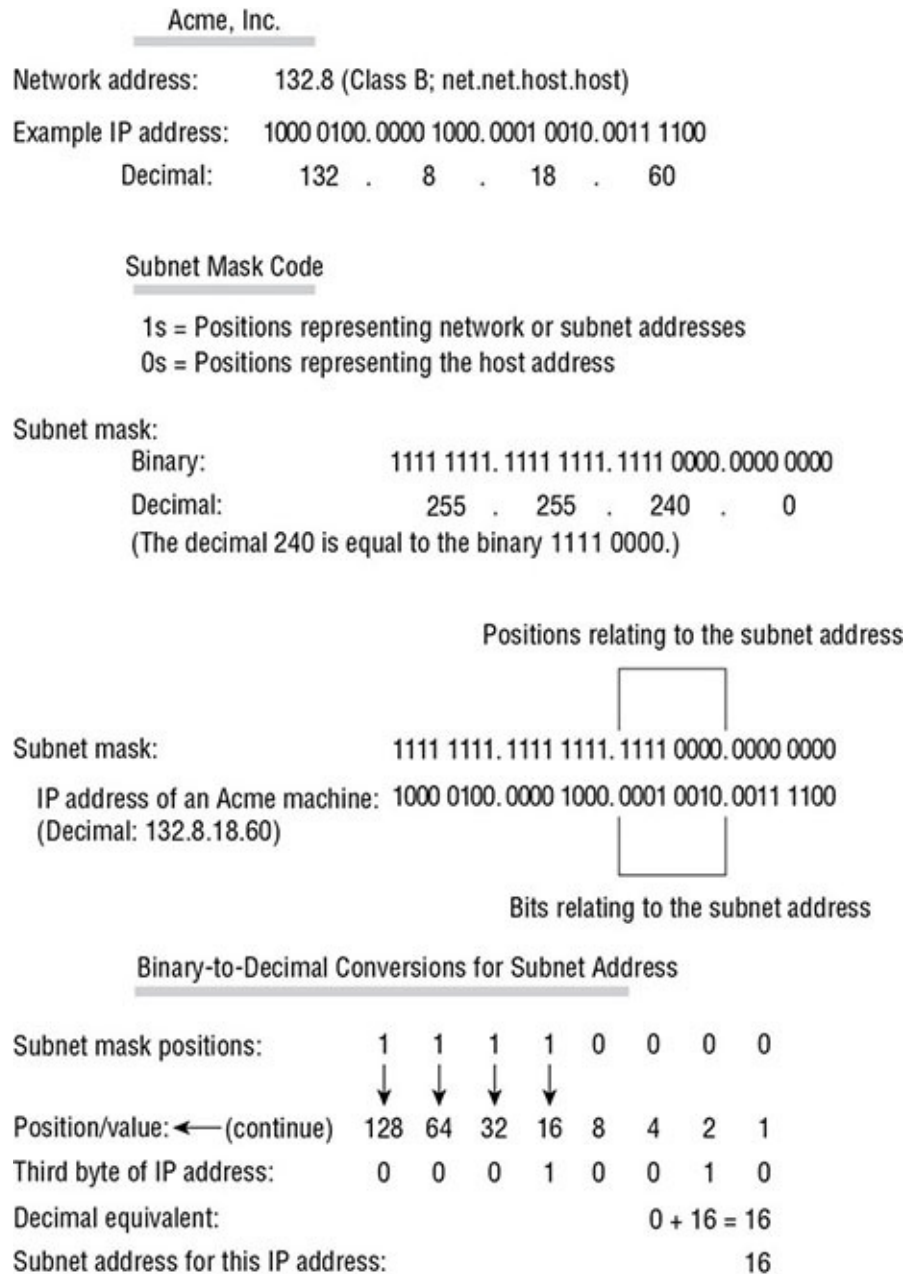 Acme, Inc.
Network address: 132.8 (Class B; net.net.host.host)
Example IP address: 1000 0100. 0000 1000. 0001 0010. 0011 1100
Decimal: 132 . 8 . 18 . 60
Subnet Mask Code
1s = Positions representing network or subnet addresses
0s = Positions representing the host address
Subnet mask:
Binary: 1111 1111. 1111 1111. 1111 0000. 0000 0000
Decimal: 255 . 255 . 240 . 0
(The decimal 240 is equal to the binary 1111 0000.)
Positions relating to the subnet address
Subnet mask: 1111 1111. 1111 1111. 1111 0000. 0000 0000
IP address of an Acme machine: 1000 0100. 0000 1000. 0001 0010. 0011 1100
(Decimal: 132.8.18.60)
Bits relating to the subnet address
Binary-to-Decimal Conversions for Subnet Address
Subnet mask positions: 1 1 1 1 0 0 0 0
Position/value: ← (continue) 128 64 32 16 8 4 2 1
Third byte of IP address: 0 0 0 1 0 0 1 0
Decimal equivalent: 0 + 16 = 16
Subnet address for this IP address: 16